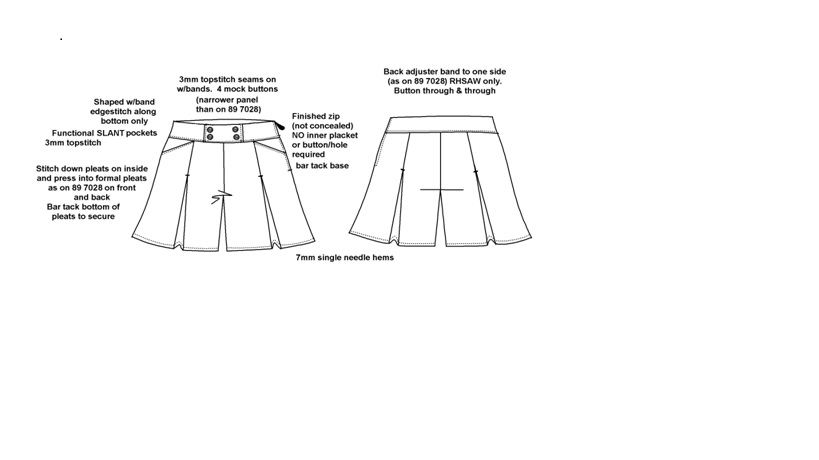 3mm topstitch seams on
w/bands. 4 mock buttons
(narrower panel
than on 89 7028)
Back adjuster band to one side
(as on 89 7028) RHSAW only.
Button through & through
Shaped w/band
edgestitch along
bottom only
Functional SLANT pockets
3mm topstitch
Finished zip
(not concealed)
NO inner placket
or button/hole
required
bar tack base
Stitch down pleats on inside
and press into formal pleats
as on 89 7028 on front
and back
Bar tack bottom of
pleats to secure
7mm single needle hems